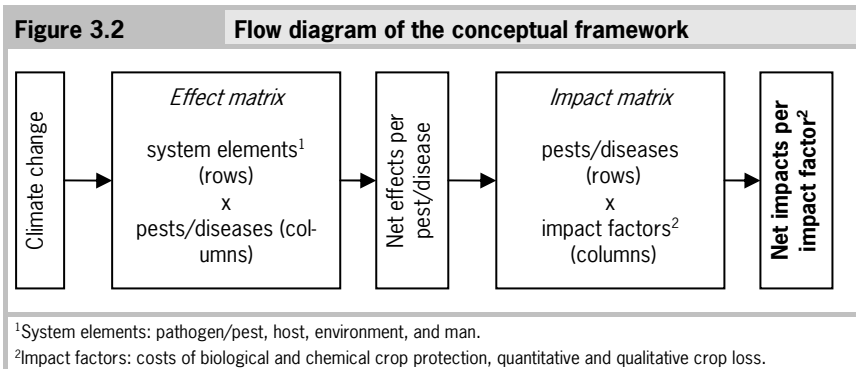 Figure 3.2 Flow diagram of the conceptual framework
Climate change
Effect matrix
system elements¹
(rows)
x
pests/diseases (col-
umns)
Net effects per
pest/disease
Impact matrix
pests/diseases
(rows)
x
impact factors²
(columns)
Net impacts per
impact factor²
¹System elements: pathogen/pest, host, environment, and man.
²Impact factors: costs of biological and chemical crop protection, quantitative and qualitative crop loss.